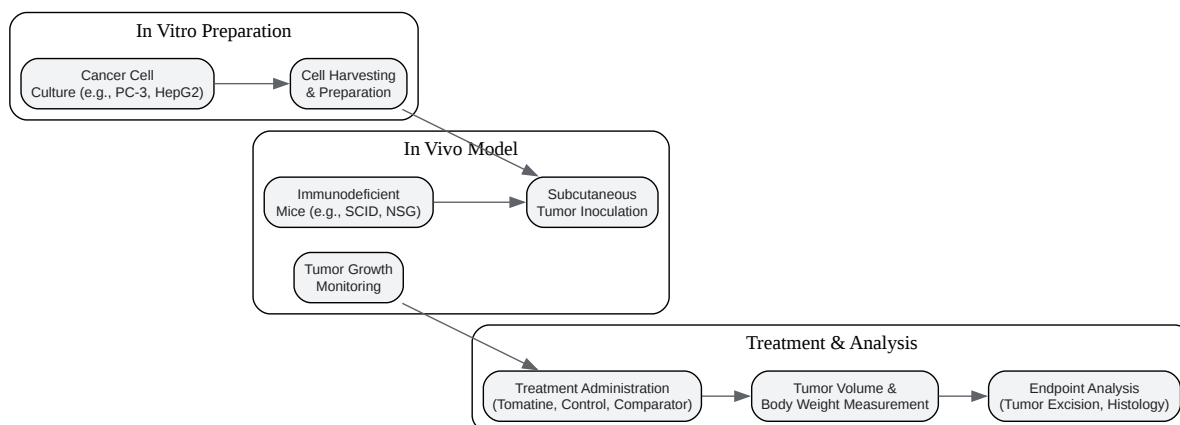 In Vitro Preparation
Cancer Cell
Culture (e.g., PC-3, HepG2)
Cell Harvesting
& Preparation
In Vivo Model
Immunodeficient
Mice (e.g., SCID, NSG)
Subcutaneous
Tumor Inoculation
Tumor Growth
Monitoring
Treatment & Analysis
Treatment Administration
(Tomatine, Control, Comparator)
Tumor Volume &
Body Weight Measurement
Endpoint Analysis
(Tumor Excision, Histology)